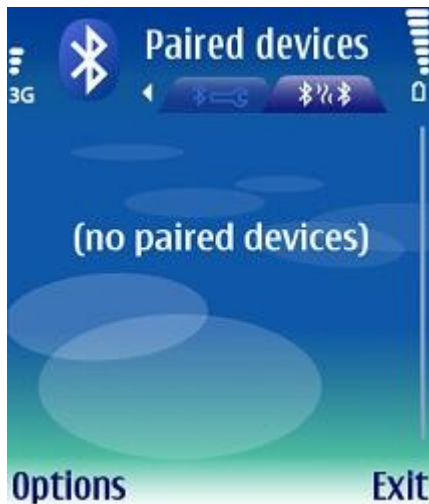 Paired devices
3G
(no paired devices)
Options
Exit